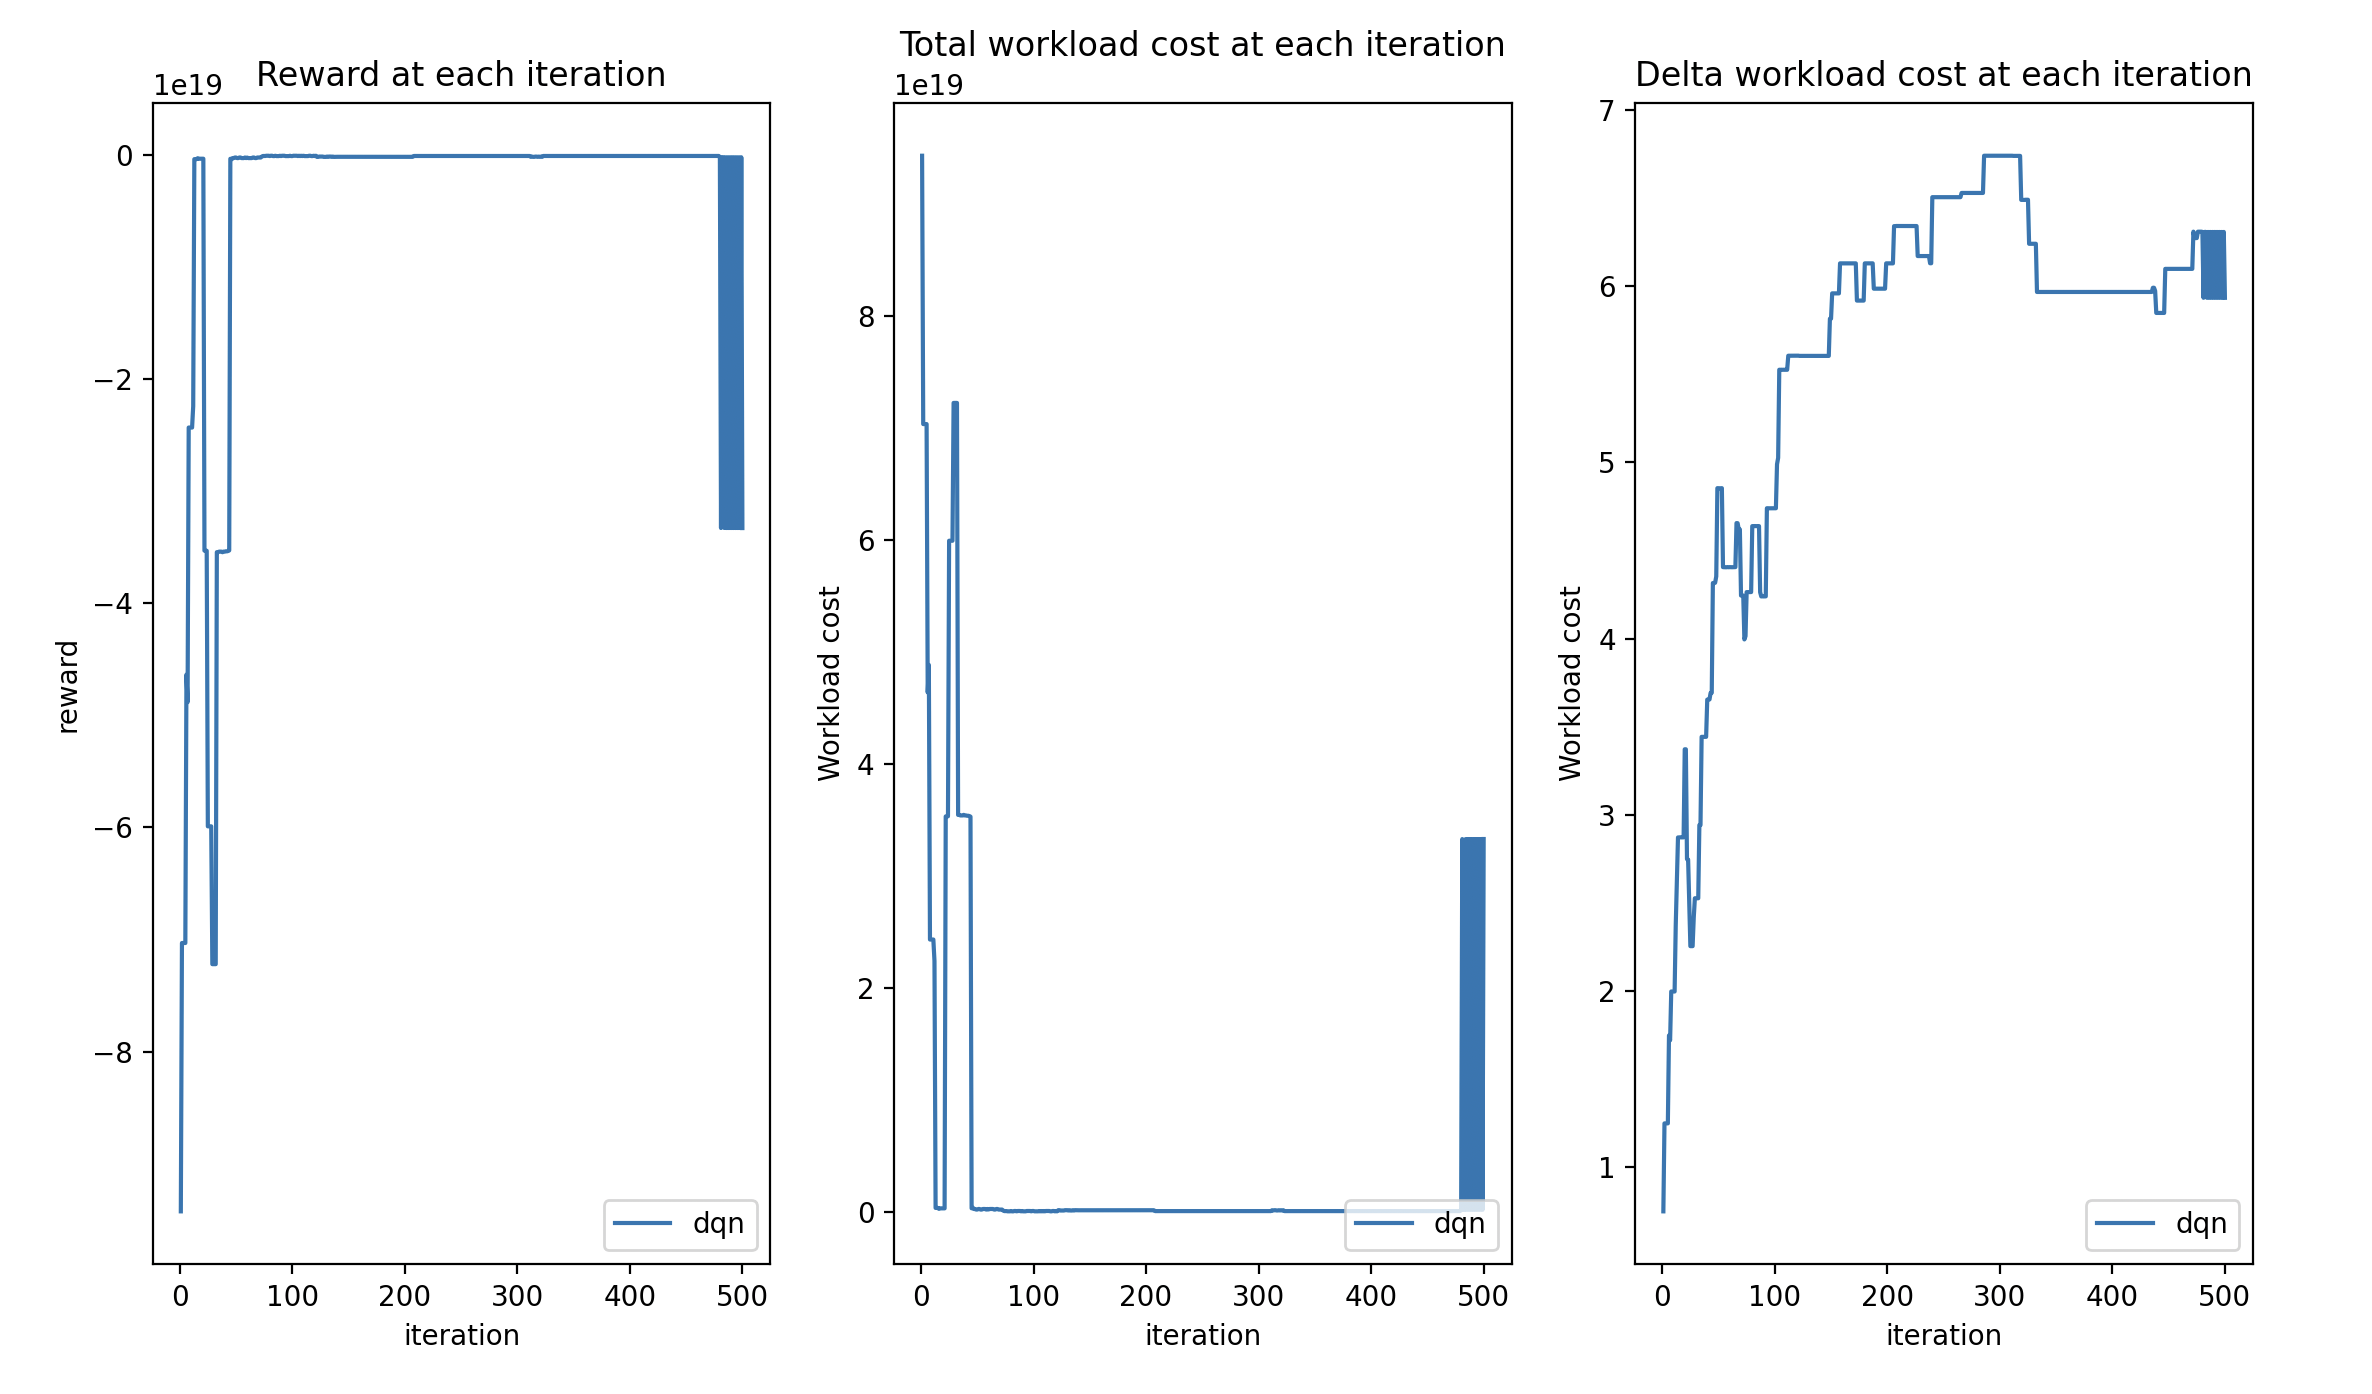 Reward at each iteration
1e19
0
−2
−4
−6
−8
reward
0 100 200 300 400 500
iteration
dqn
Total workload cost at each iteration
1e19
8
6
4
2
0
Workload cost
0 100 200 300 400 500
iteration
dqn
Delta workload cost at each iteration
7
6
5
4
3
2
1
Workload cost
0 100 200 300 400 500
iteration
dqn